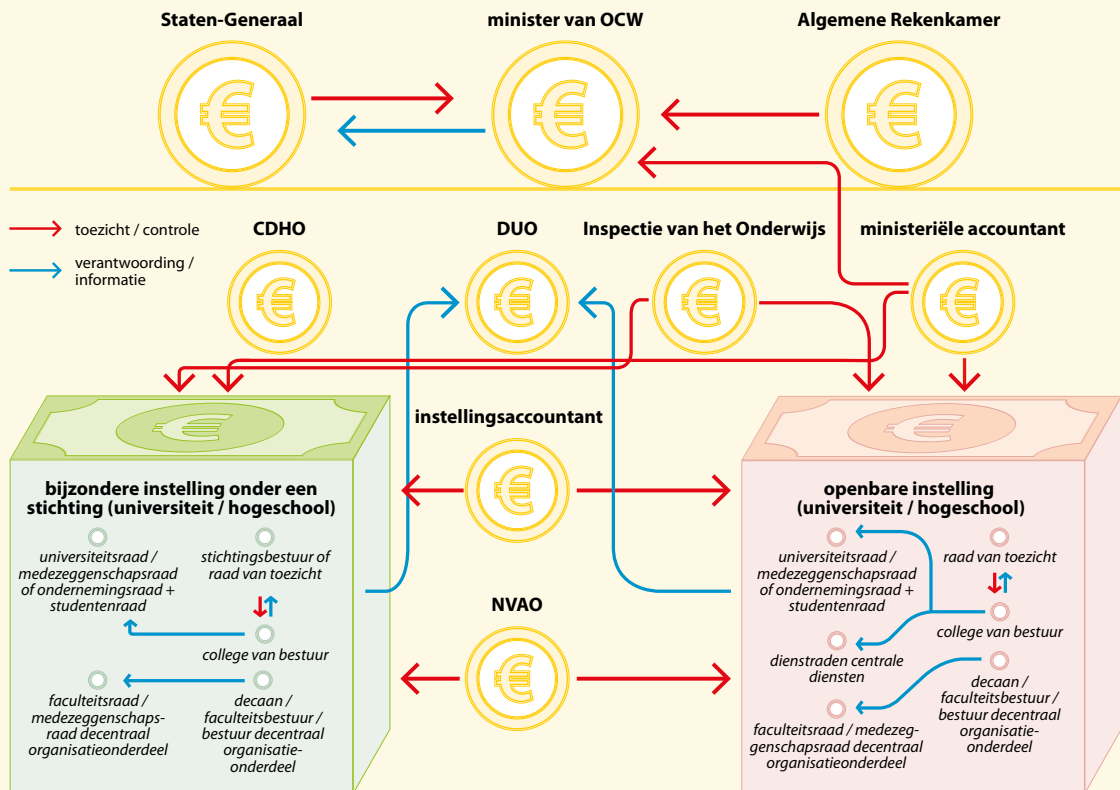 Staten-Generaal
minister van OCW
Algemene Rekenkamer
€
€
€
toezicht / controle
verantwoording /
informatie
CDHO
DUO
Inspectie van het Onderwijs
ministeriële accountant
€
€
€
€
€
€
instellingsaccountant
€
bijzondere instelling onder een
stichting (universiteit / hogeschool)
universiteitsraad /
medezeggenschapsraad
of ondernemingsraad +
studentenraad
stichtingsbestuur of
raad van toezicht
college van bestuur
faculteitsraad /
medezeggenschaps-
raad decentraal
organisatieonderdeel
decaan /
faculteitsbestuur /
bestuur decentraal
organisatie-
onderdeel
NVAO
€
openbare instelling
(universiteit / hogeschool)
universiteitsraad /
medezeggenschapsraad
of ondernemingsraad +
studentenraad
raad van toezicht
college van bestuur
dienstraden centrale
diensten
decaan /
faculteitsbestuur /
bestuur decentraal
organisatie-
onderdeel
faculteitsraad / medezeg-
genschapsraad decentraal
organisatieonderdeel